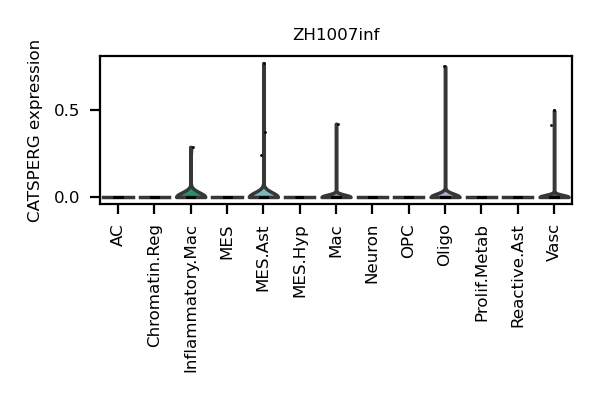 ZH1007inf
CATSPERG expression
0.5
0.0
AC
Chromatin.Reg
Inflammatory.Mac
MES
MES.Ast
MES.Hyp
Mac
Neuron
OPC
Oligo
Prolif.Metab
Reactive.Ast
Vasc